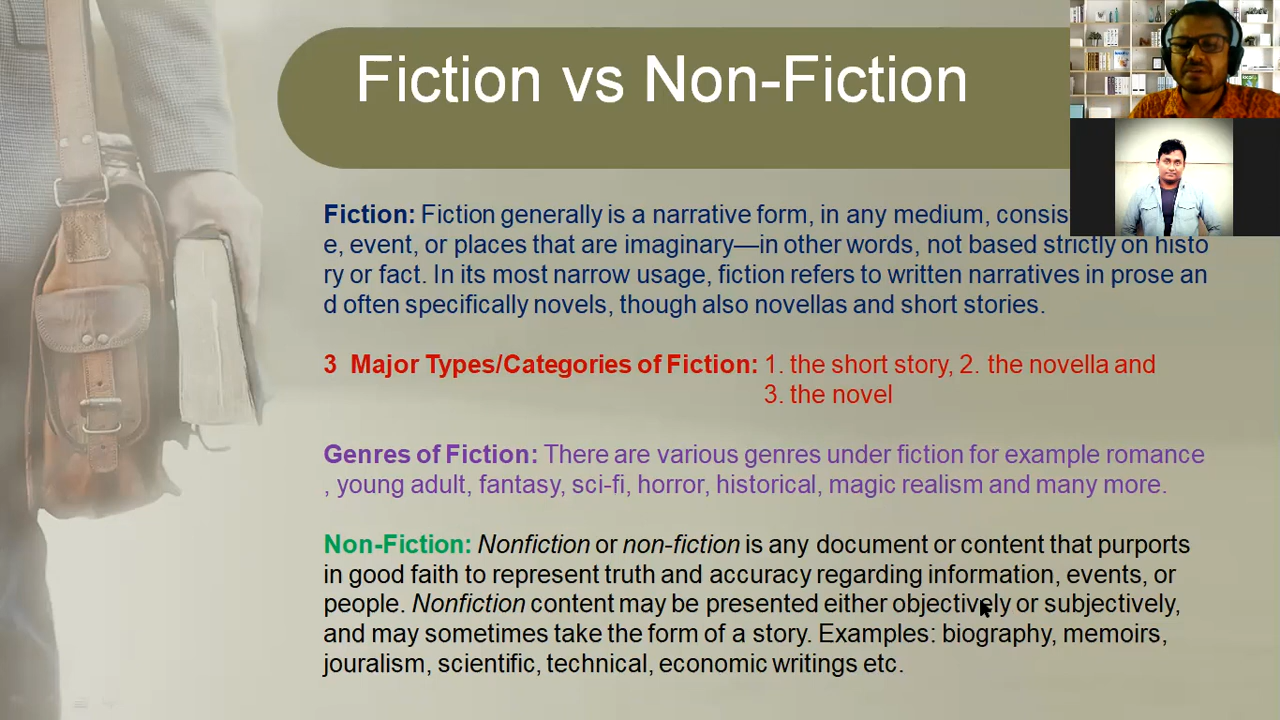 Fiction vs Non-Fiction
Fiction: Fiction generally is a narrative form, in any medium, consis
e, event, or places that are imaginary—in other words, not based strictly on histo
ry or fact. In its most narrow usage, fiction refers to written narratives in prose an
d often specifically novels, though also novellas and short stories.
3 Major Types/Categories of Fiction: 1. the short story, 2. the novella and
3. the novel
Genres of Fiction: There are various genres under fiction for example romance
, young adult, fantasy, sci-fi, horror, historical, magic realism and many more.
Non-Fiction: Nonfiction or non-fiction is any document or content that purports
in good faith to represent truth and accuracy regarding information, events, or
people. Nonfiction content may be presented either objectively or subjectively,
and may sometimes take the form of a story. Examples: biography, memoirs,
jouralism, scientific, technical, economic writings etc.